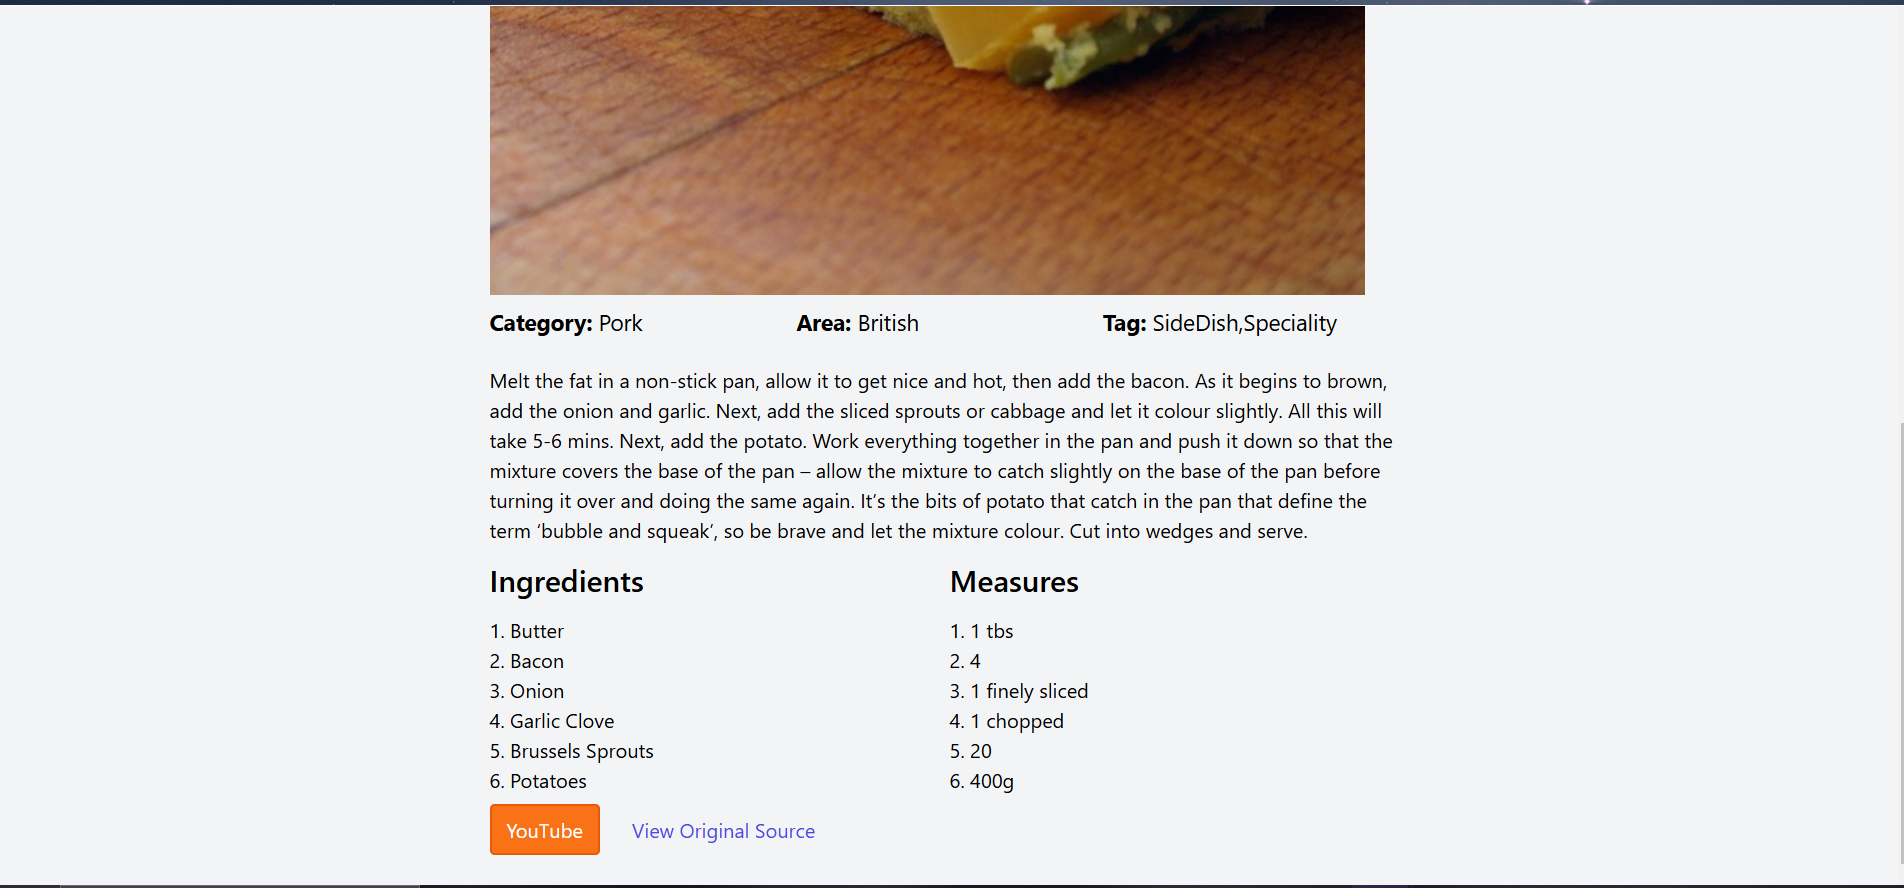 Category: Pork Area: British Tag: SideDish,Speciality
Melt the fat in a non-stick pan, allow it to get nice and hot, then add the bacon. As it begins to brown,
add the onion and garlic. Next, add the sliced sprouts or cabbage and let it colour slightly. All this will
take 5-6 mins. Next, add the potato. Work everything together in the pan and push it down so that the
mixture covers the base of the pan – allow the mixture to catch slightly on the base of the pan before
turning it over and doing the same again. It’s the bits of potato that catch in the pan that define the
term ‘bubble and squeak’, so be brave and let the mixture colour. Cut into wedges and serve.
Ingredients
1. Butter
2. Bacon
3. Onion
4. Garlic Clove
5. Brussels Sprouts
6. Potatoes
Measures
1. 1 tbs
2. 4
3. 1 finely sliced
4. 1 chopped
5. 20
6. 400g
YouTube View Original Source